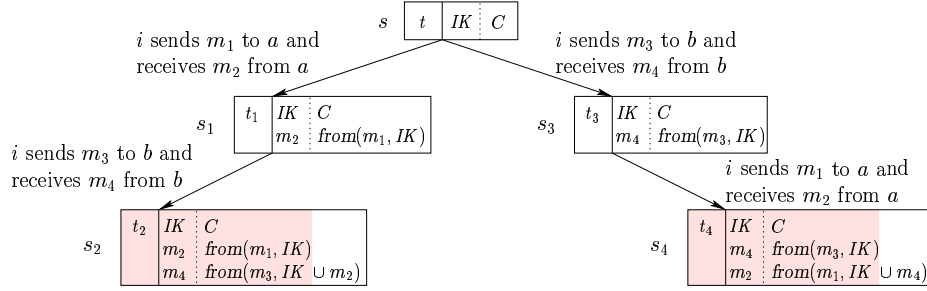 s t IK C
i sends m₁ to a and
receives m₂ from a
i sends m₃ to b and
receives m₄ from b
s₁ t₁ IK C
m₂ from(m₁, IK)
s₃ t₃ IK C
m₄ from(m₃, IK)
i sends m₃ to b and
receives m₄ from b
i sends m₁ to a and
receives m₂ from a
s₂ t₂ IK C
m₂ from(m₁, IK)
m₄ from(m₃, IK ∪ m₂)
s₄ t₄ IK C
m₄ from(m₃, IK)
m₂ from(m₁, IK ∪ m₄)